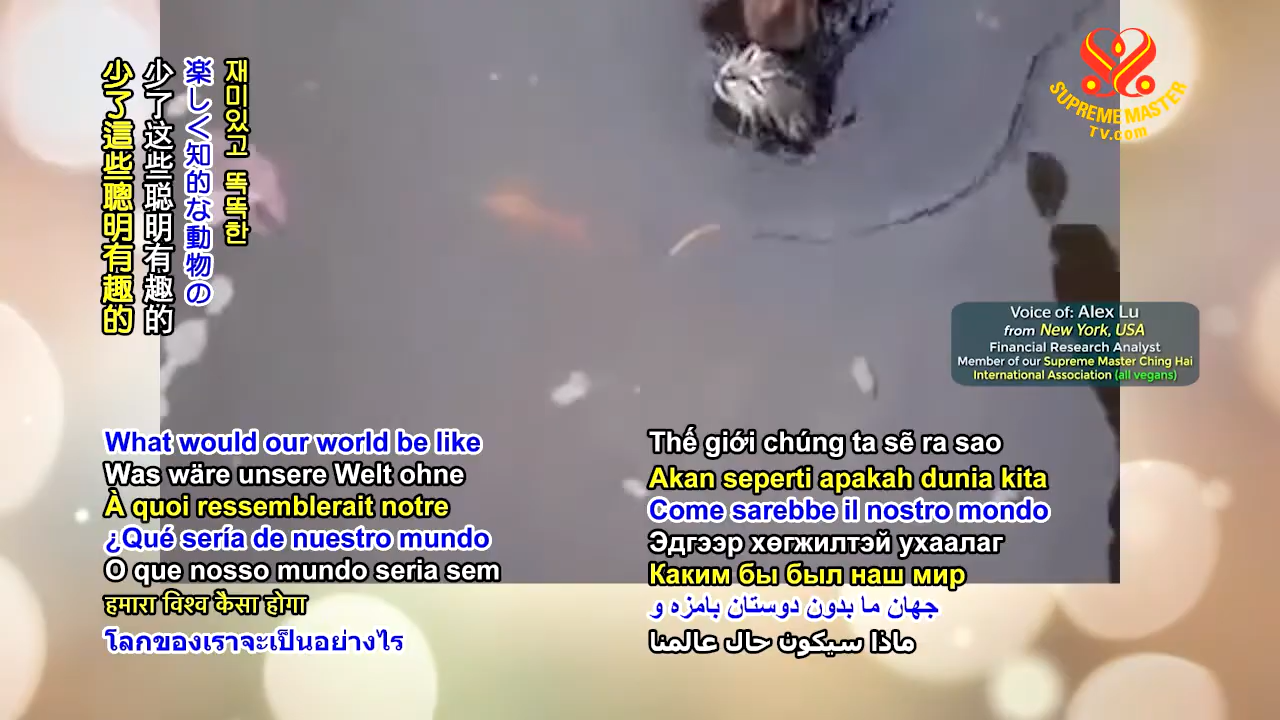 少了這些聰明有趣的
少了这些聪明有趣的
楽しく知的な動物の
재미있고 똑똑한
SUPREME MASTER
TV.com
Voice of: Alex Lu
from New York, USA
Financial Research Analyst
Member of our Supreme Master Ching Hai
International Association (all vegans)
What would our world be like
Was wäre unsere Welt ohne
À quoi ressemblerait notre
¿Qué sería de nuestro mundo
O que nosso mundo seria sem
हमारा विश्व कैसा होगा
โลกของเราจะเป็นอย่างไร
Thế giới chúng ta sẽ ra sao
Akan seperti apakah dunia kita
Come sarebbe il nostro mondo
Эдгээр хөгжилтэй ухаалаг
Каким бы был наш мир
جهان ما بدون دوستان بامزه و
ماذا سيكون حال عالمنا